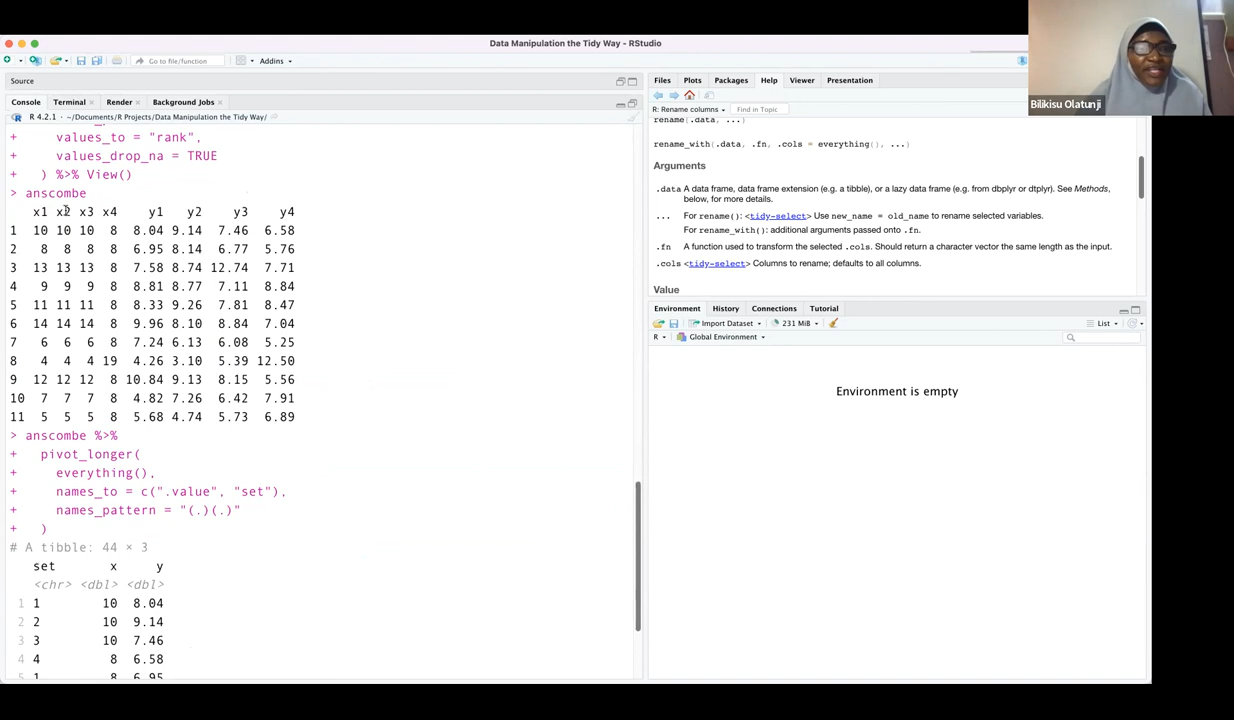 Data Manipulation the Tidy Way - RStudio
Go to file/function
Addins
Source
Console Terminal Render Background Jobs
R 4.2.1 · ~/Documents/R Projects/Data Manipulation the Tidy Way/
+ values_to = "rank",
+ values_drop_na = TRUE
+ ) %>% View()
> anscombe
x1 x2 x3 x4 y1 y2 y3 y4
1 10 10 10 8 8.04 9.14 7.46 6.58
2 8 8 8 8 6.95 8.14 6.77 5.76
3 13 13 13 8 7.58 8.74 12.74 7.71
4 9 9 9 8 8.81 8.77 7.11 8.84
5 11 11 11 8 8.33 9.26 7.81 8.47
6 14 14 14 8 9.96 8.10 8.84 7.04
7 6 6 6 8 7.24 6.13 6.08 5.25
8 4 4 4 19 4.26 3.10 5.39 12.50
9 12 12 12 8 10.84 9.13 8.15 5.56
10 7 7 7 8 4.82 7.26 6.42 7.91
11 5 5 5 8 5.68 4.74 5.73 6.89
> anscombe %>%
+ pivot_longer(
+ everything(),
+ names_to = c(".value", "set"),
+ names_pattern = "(.)(.)"
+ )
# A tibble: 44 × 3
set x y
<chr> <dbl> <dbl>
1 1 10 8.04
2 2 10 9.14
3 3 10 7.46
4 4 8 6.58
5 1 8 6.95
Files Plots Packages Help Viewer Presentation
R: Rename columns
Find in Topic
rename(.data, ...)
rename_with(.data, .fn, .cols = everything(), ...)
Arguments
.data A data frame, data frame extension (e.g. a tibble), or a lazy data frame (e.g. from dbplyr or dtplyr). See Methods,
below, for more details.
... For rename(): <tidy-select> Use new_name = old_name to rename selected variables.
For rename_with(): additional arguments passed onto .fn.
.fn A function used to transform the selected .cols. Should return a character vector the same length as the input.
.cols <tidy-select> Columns to rename; defaults to all columns.
Value
Environment History Connections Tutorial
Import Dataset
231 MiB
List
R
Global Environment
Environment is empty
Bilikisu Olatunji